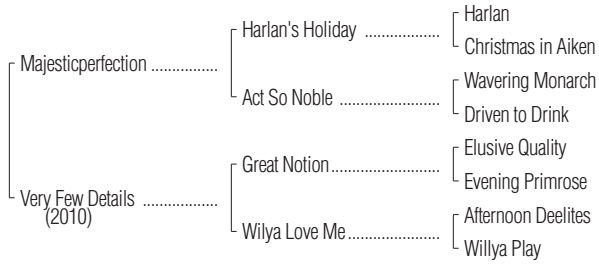 Harlan
Harlan's Holiday ..................
Christmas in Aiken
Majesticperfection ................
Wavering Monarch
Act So Noble ........................
Driven to Drink
Elusive Quality
Great Notion..........................
Evening Primrose
Very Few Details ..................
(2010)
Afternoon Deelites
Wilya Love Me......................
Willya Play